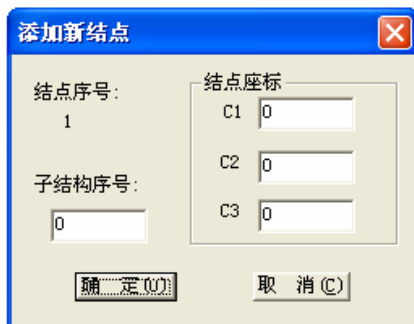 添加新结点
结点序号:
1
子结构序号:
0
结点座标
C1 0
C2 0
C3 0
确 定(O)
取 消(C)